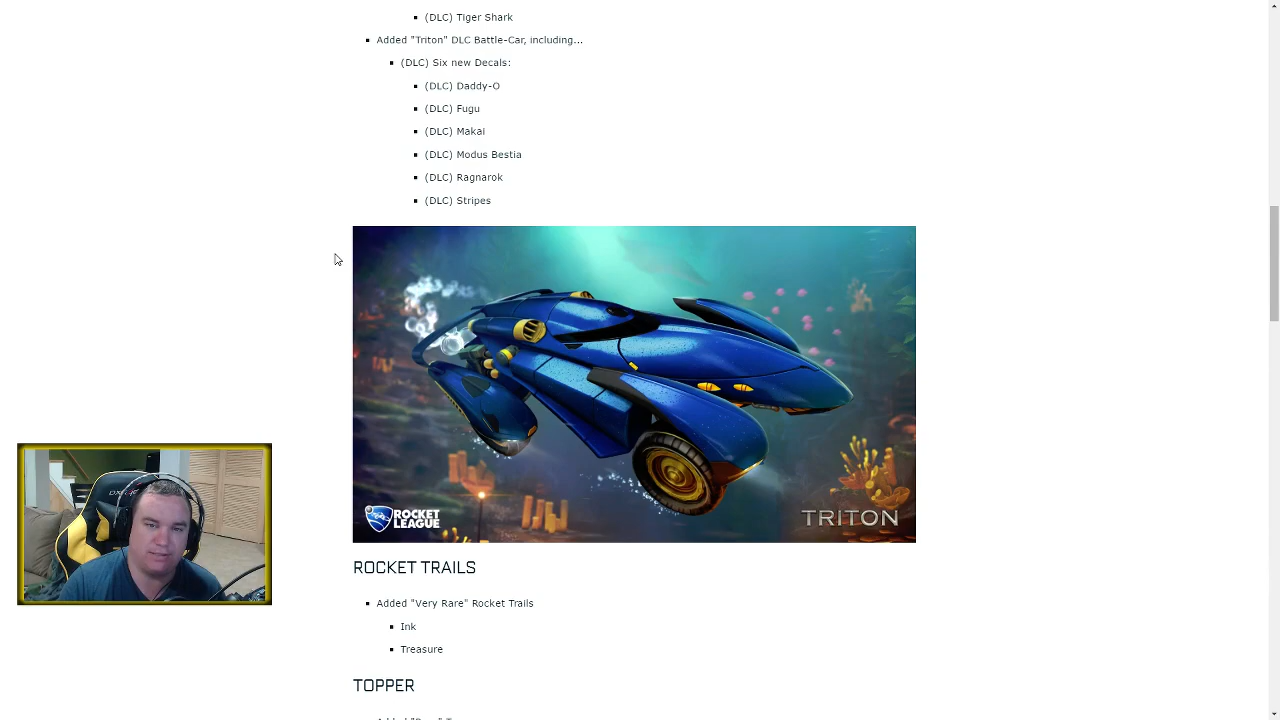 (DLC) Tiger Shark
Added "Triton" DLC Battle-Car, including...
(DLC) Six new Decals:
(DLC) Daddy-O
(DLC) Fugu
(DLC) Makai
(DLC) Modus Bestia
(DLC) Ragnarok
(DLC) Stripes
ROCKET
LEAGUE
TRITON
ROCKET TRAILS
Added "Very Rare" Rocket Trails
Ink
Treasure
TOPPER